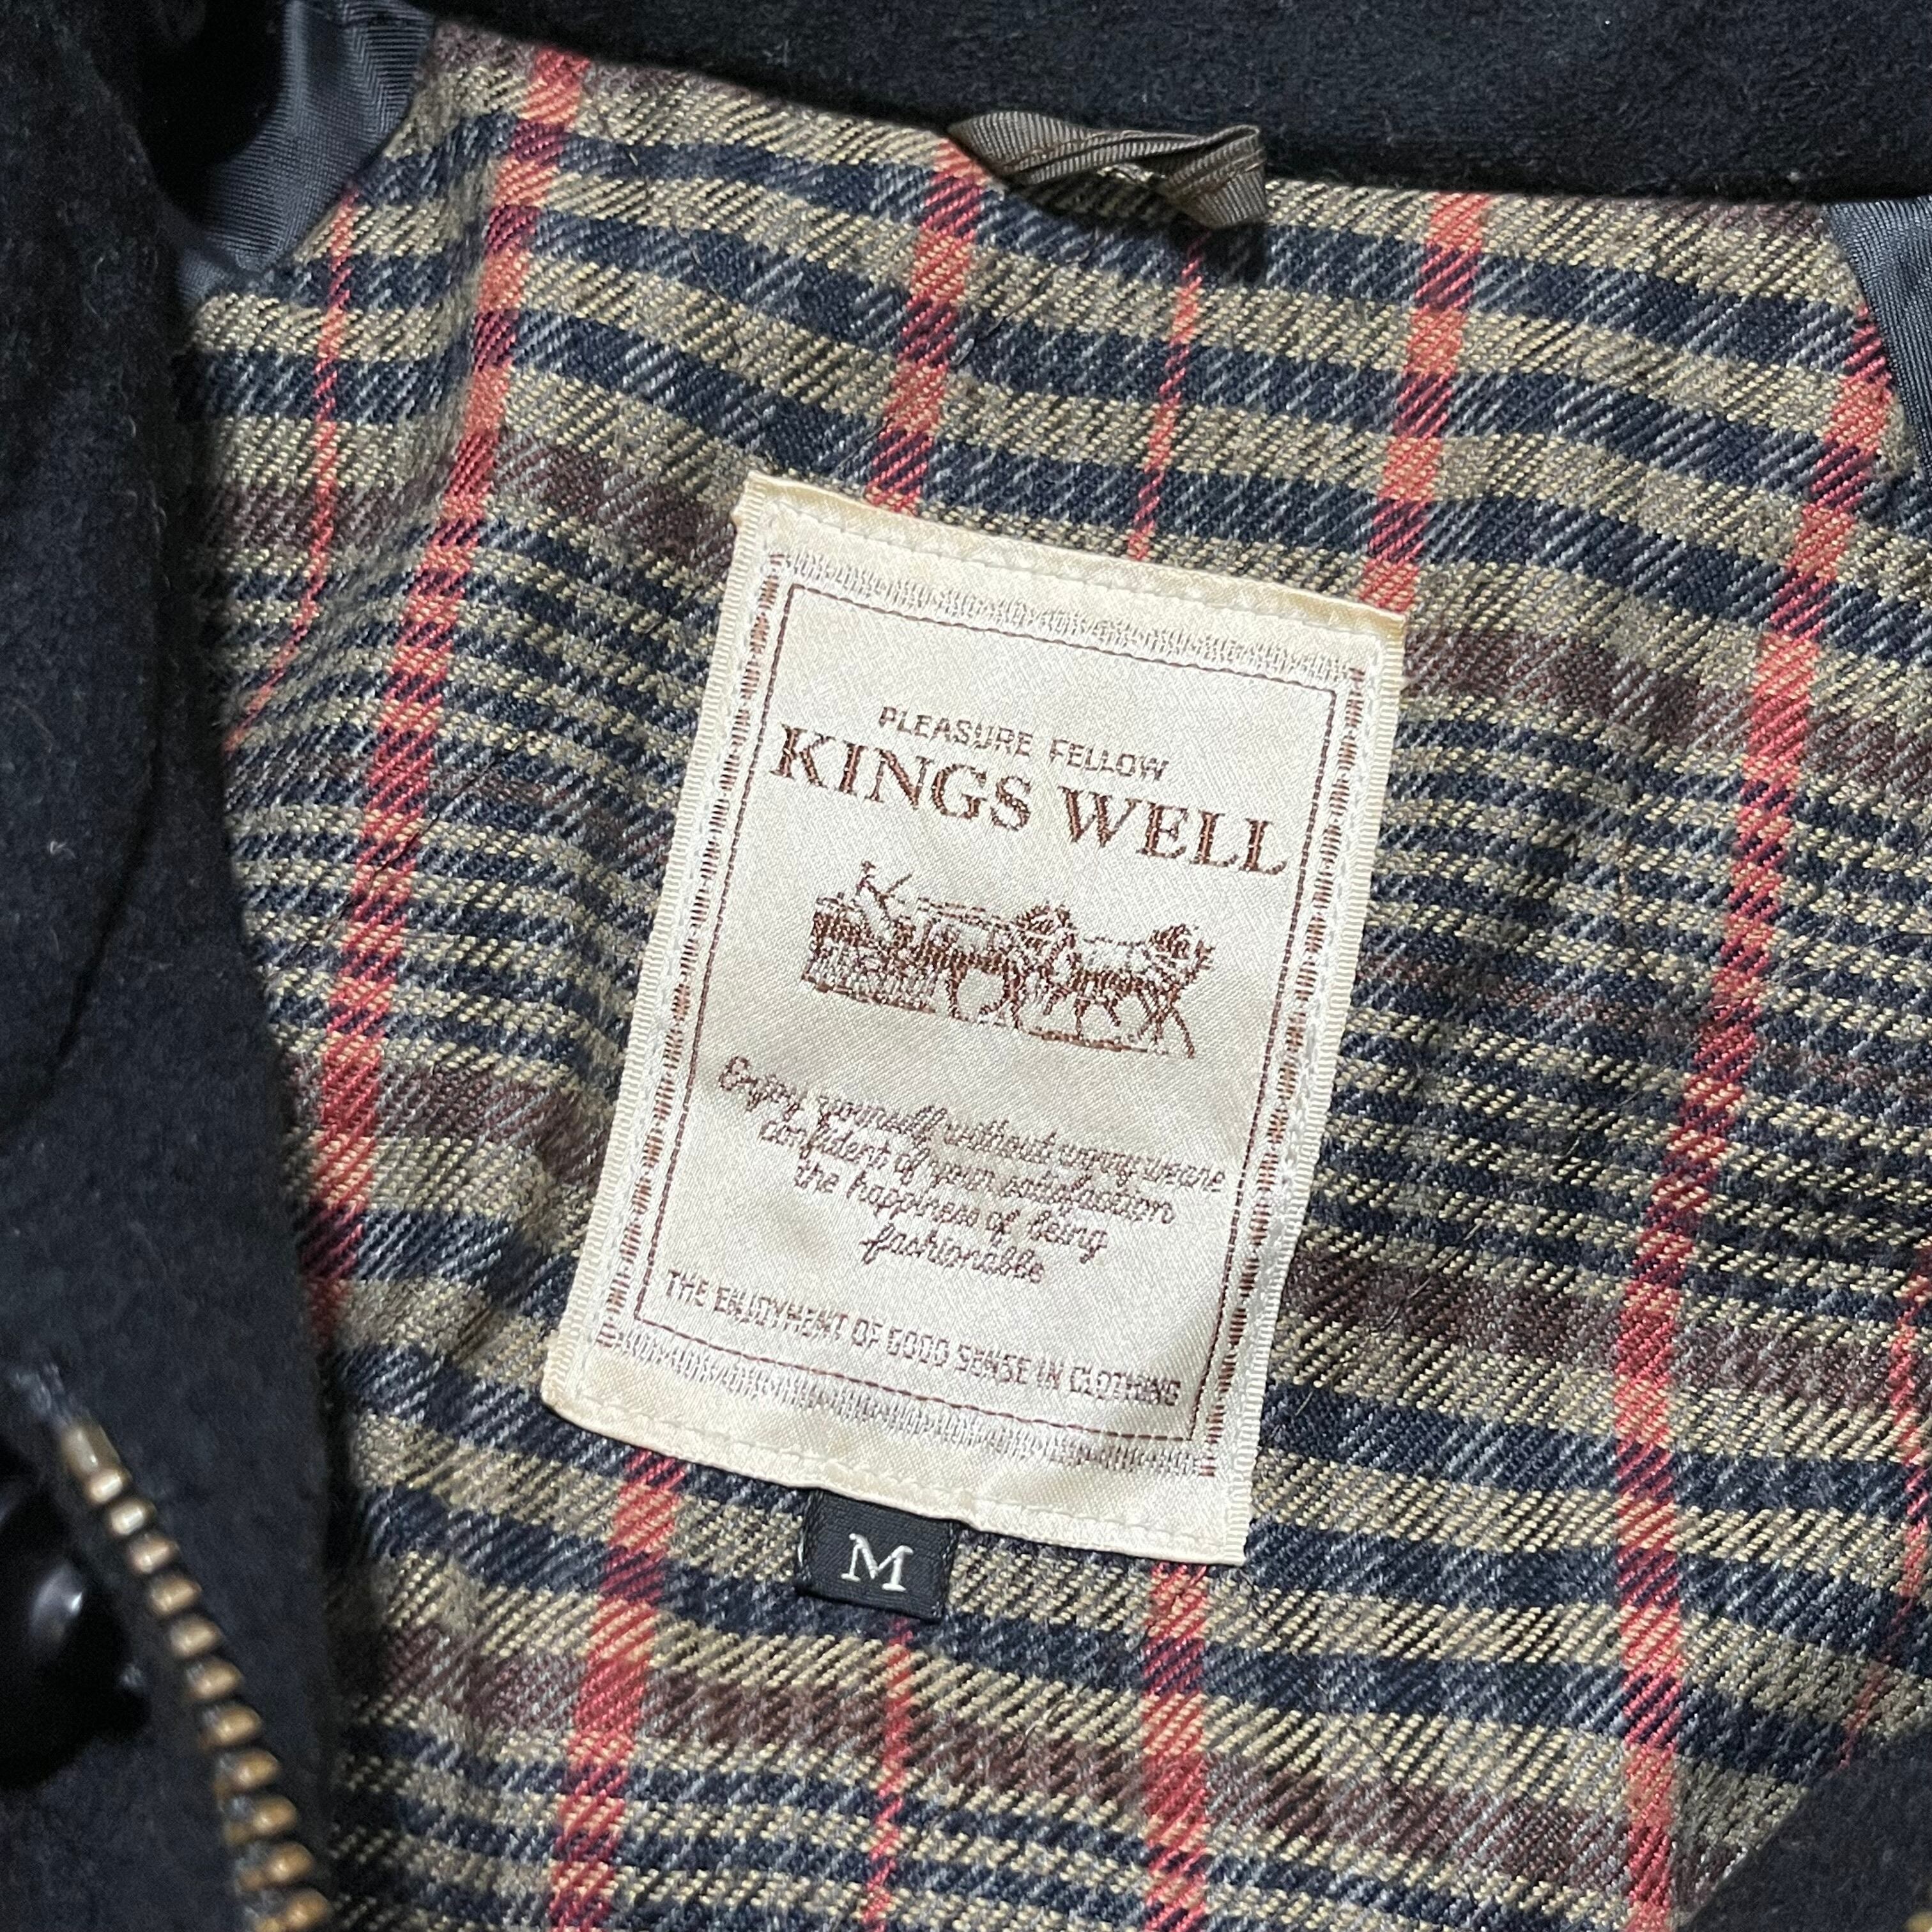 PLEASURE FELLOW
KINGS WELL
Enjoy yourself without worry weare
confident of your satisfaction
the happiness of being
fashionable
THE ENJOYMENT OF GOOD SENSE IN CLOTHING
M